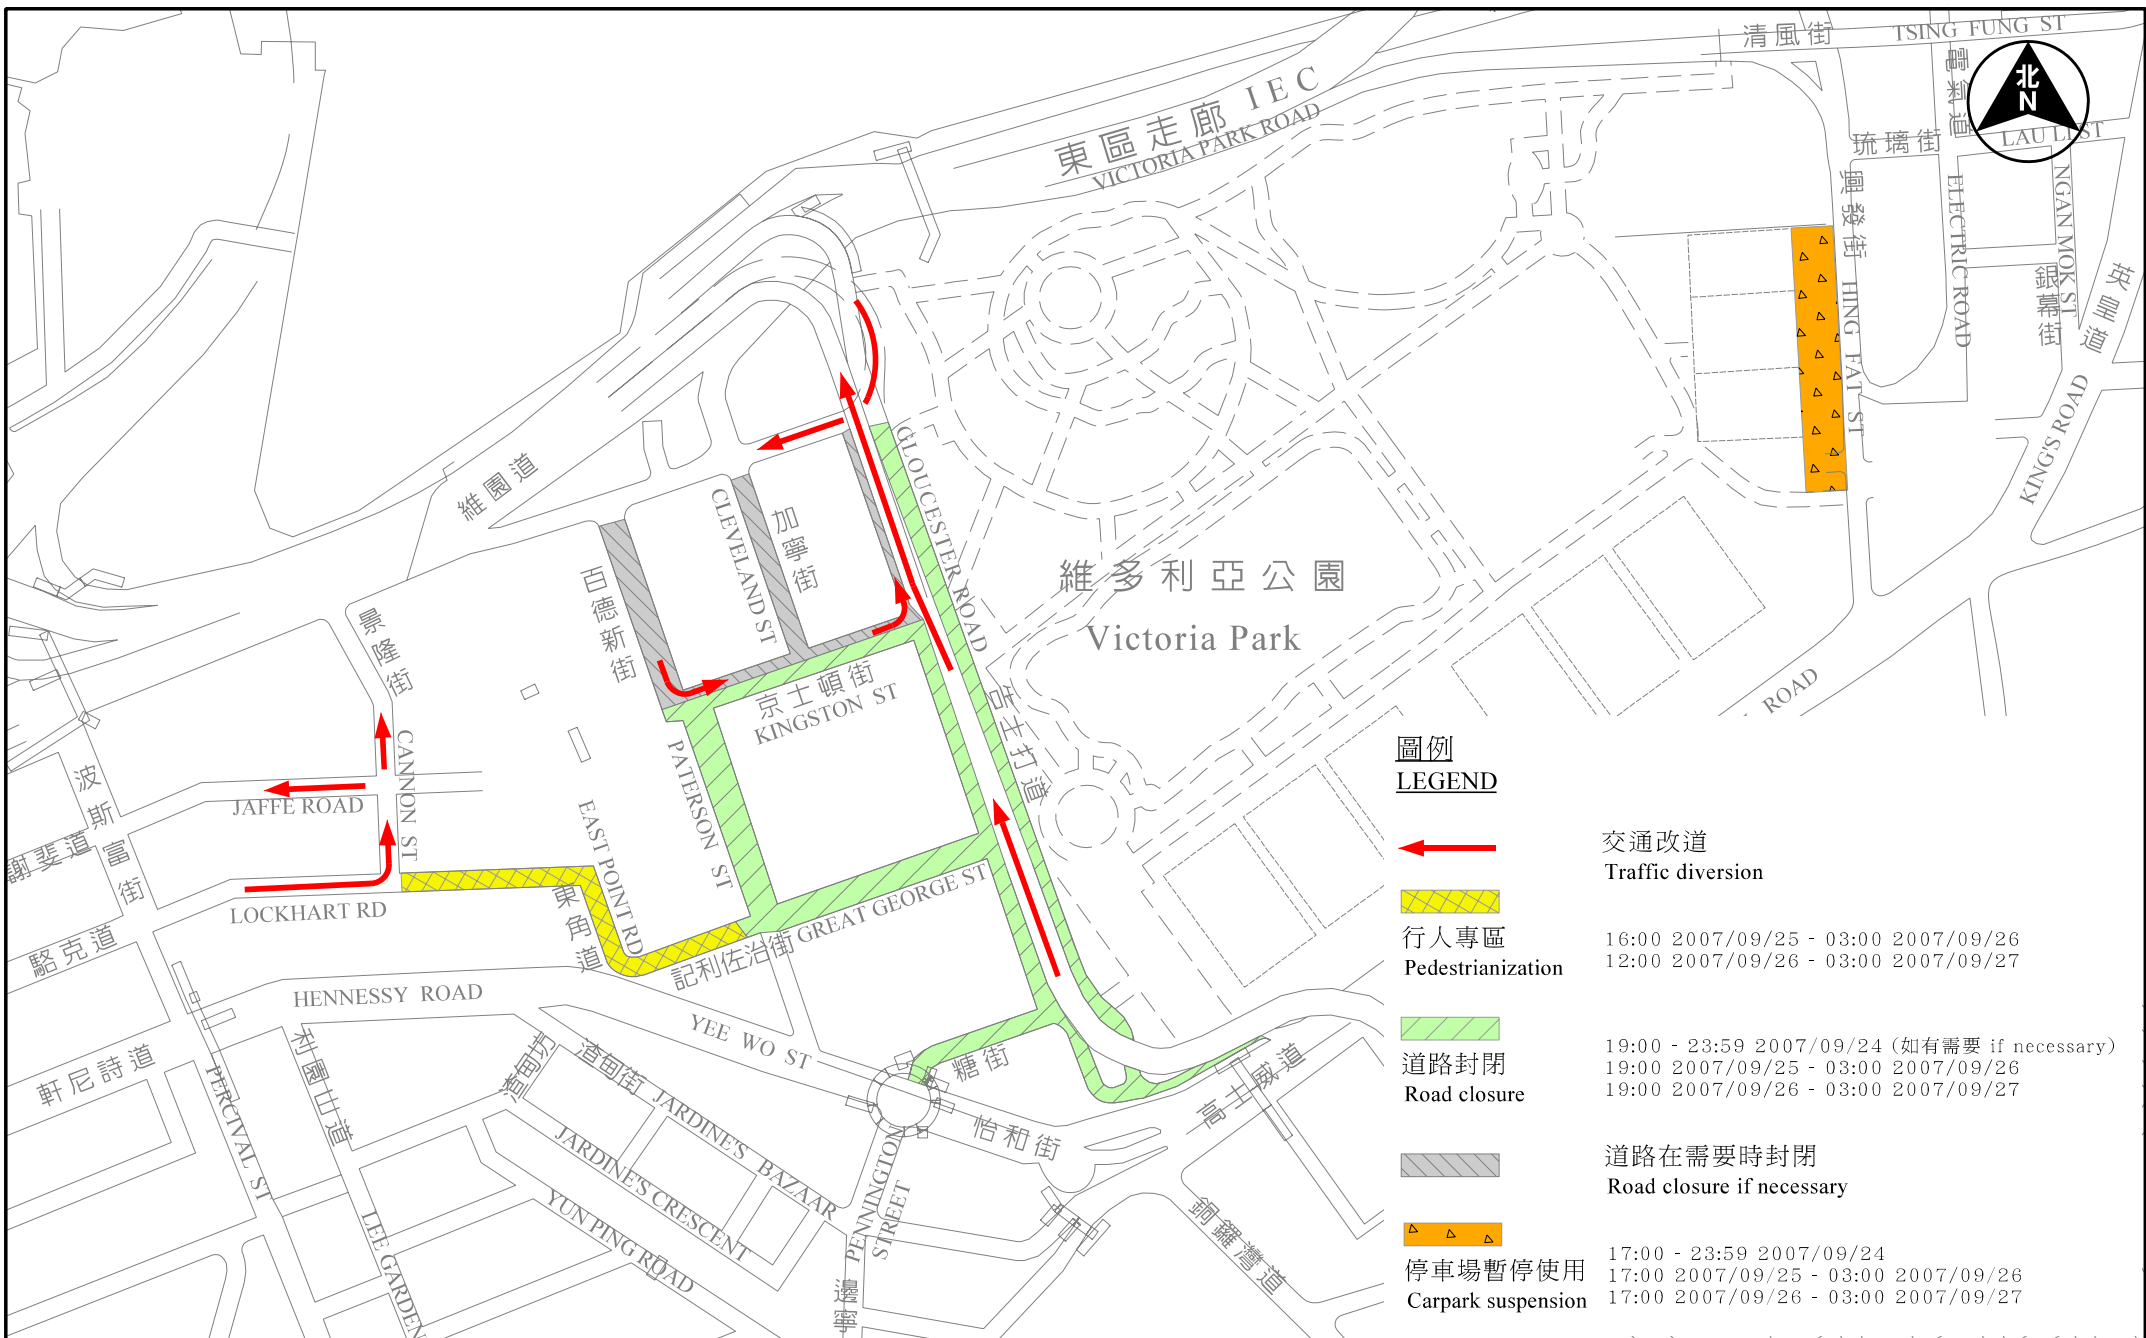 清風街
TSING FUNG ST
電氣道
北
N
東區走廊 IEC
VICTORIA PARK ROAD
琉璃街
LAU LI ST
興發街
HING FAT ST
ELECTRIC ROAD
NGAN MOK ST
銀幕街
英皇道
KING'S ROAD
維園道
GLOUCESTER ROAD
CLEVELAND ST
加寧街
百德新街
景隆街
維多利亞公園
Victoria Park
京士頓街
KINGSTON ST
告士打道
ROAD
CANNON ST
JAFFE ROAD
波斯富街
謝斐道
PATERSON ST
EAST POINT RD
東角道
LOCKHART RD
駱克道
GREAT GEORGE ST
記利佐治街
HENNESSY ROAD
軒尼詩道
YEE WO ST
怡和街
糖街
高士威道
利園山道
渣甸坊
渣甸街
JARDINE'S BAZAAR
JARDINE'S CRESCENT
PERCIVAL ST
LEE GARDEN
YUN PING ROAD
PENNINGTON STREET
邊寧
銅鑼灣道
圖例
LEGEND
交通改道
Traffic diversion
行人專區
Pedestrianization
16:00 2007/09/25 - 03:00 2007/09/26
12:00 2007/09/26 - 03:00 2007/09/27
道路封閉
Road closure
19:00 - 23:59 2007/09/24 (如有需要 if necessary)
19:00 2007/09/25 - 03:00 2007/09/26
19:00 2007/09/26 - 03:00 2007/09/27
道路在需要時封閉
Road closure if necessary
停車場暫停使用
Carpark suspension
17:00 - 23:59 2007/09/24
17:00 2007/09/25 - 03:00 2007/09/26
17:00 2007/09/26 - 03:00 2007/09/27